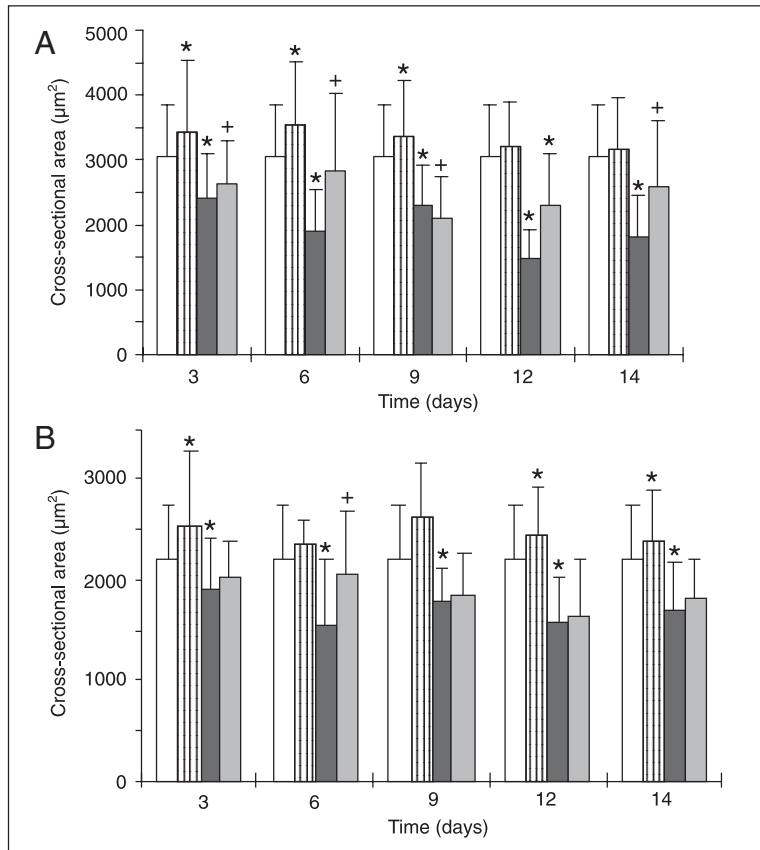 A
Cross-sectional area (µm²)
5000
4000
3000
2000
1000
0
* * + * * + * * + * * * +
3 6 9 12 14
Time (days)
B
Cross-sectional area (µm²)
3000
2000
1000
0
* * * + * * * * *
3 6 9 12 14
Time (days)